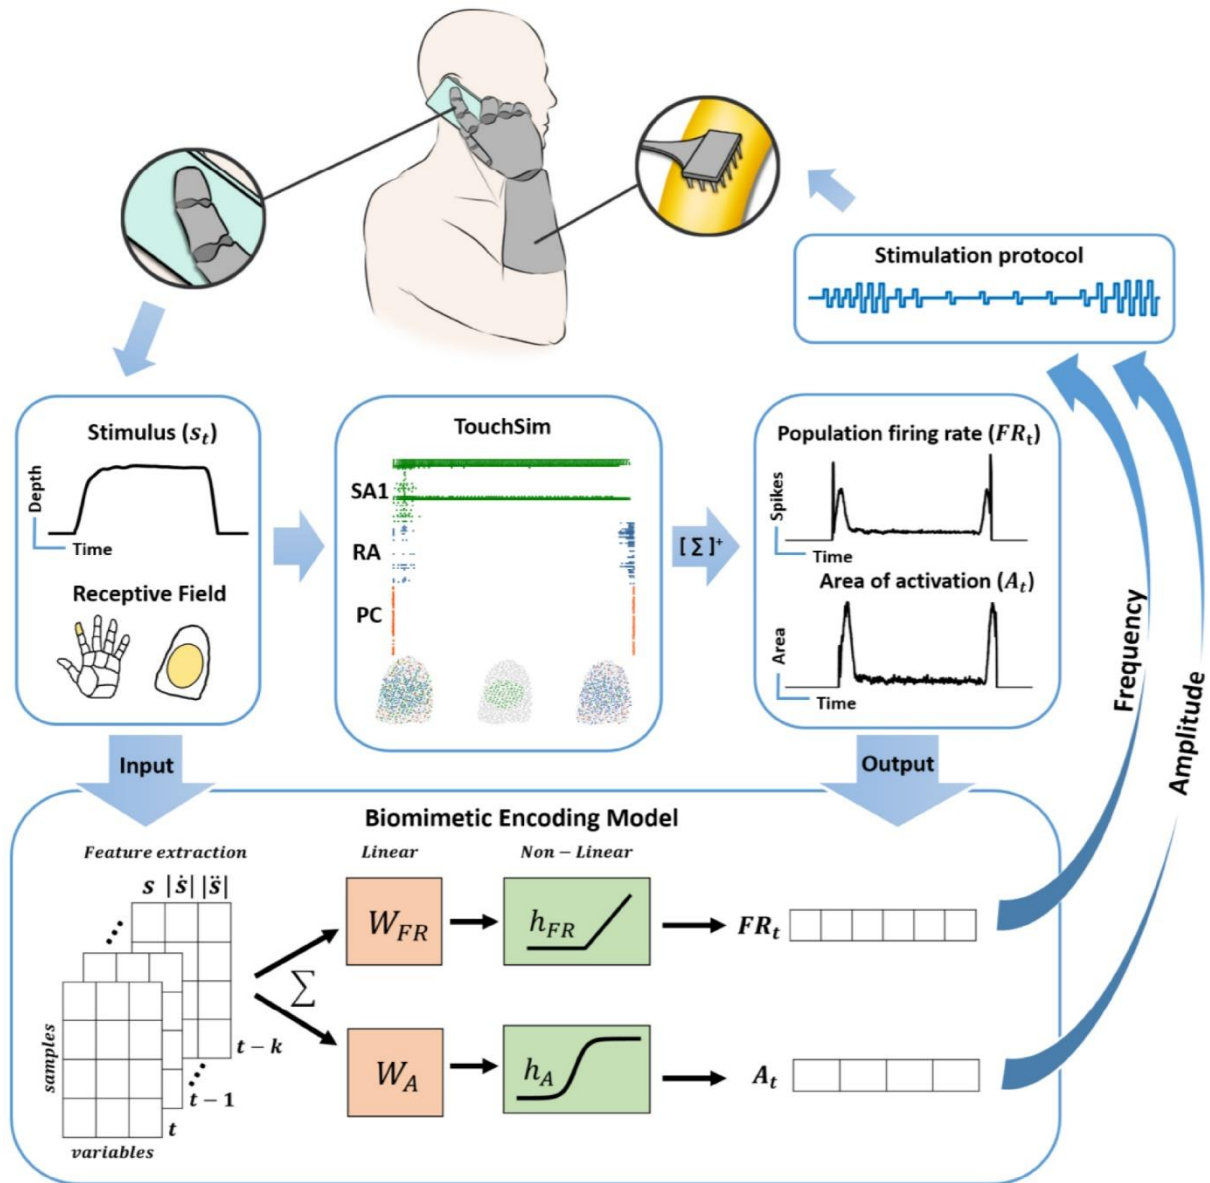 Stimulation protocol
Stimulus (s_t)
Depth
Time
Receptive Field
TouchSim
SA1
RA
PC
[ Σ ]⁺
Population firing rate (FR_t)
Spikes
Time
Area of activation (A_t)
Area
Time
Frequency
Amplitude
Input
Output
Biomimetic Encoding Model
Feature extraction
Linear
Non − Linear
s |ṡ| |s̈|
W_FR
h_FR
FR_t
∑
samples
t − k
W_A
h_A
A_t
t − 1
t
variables